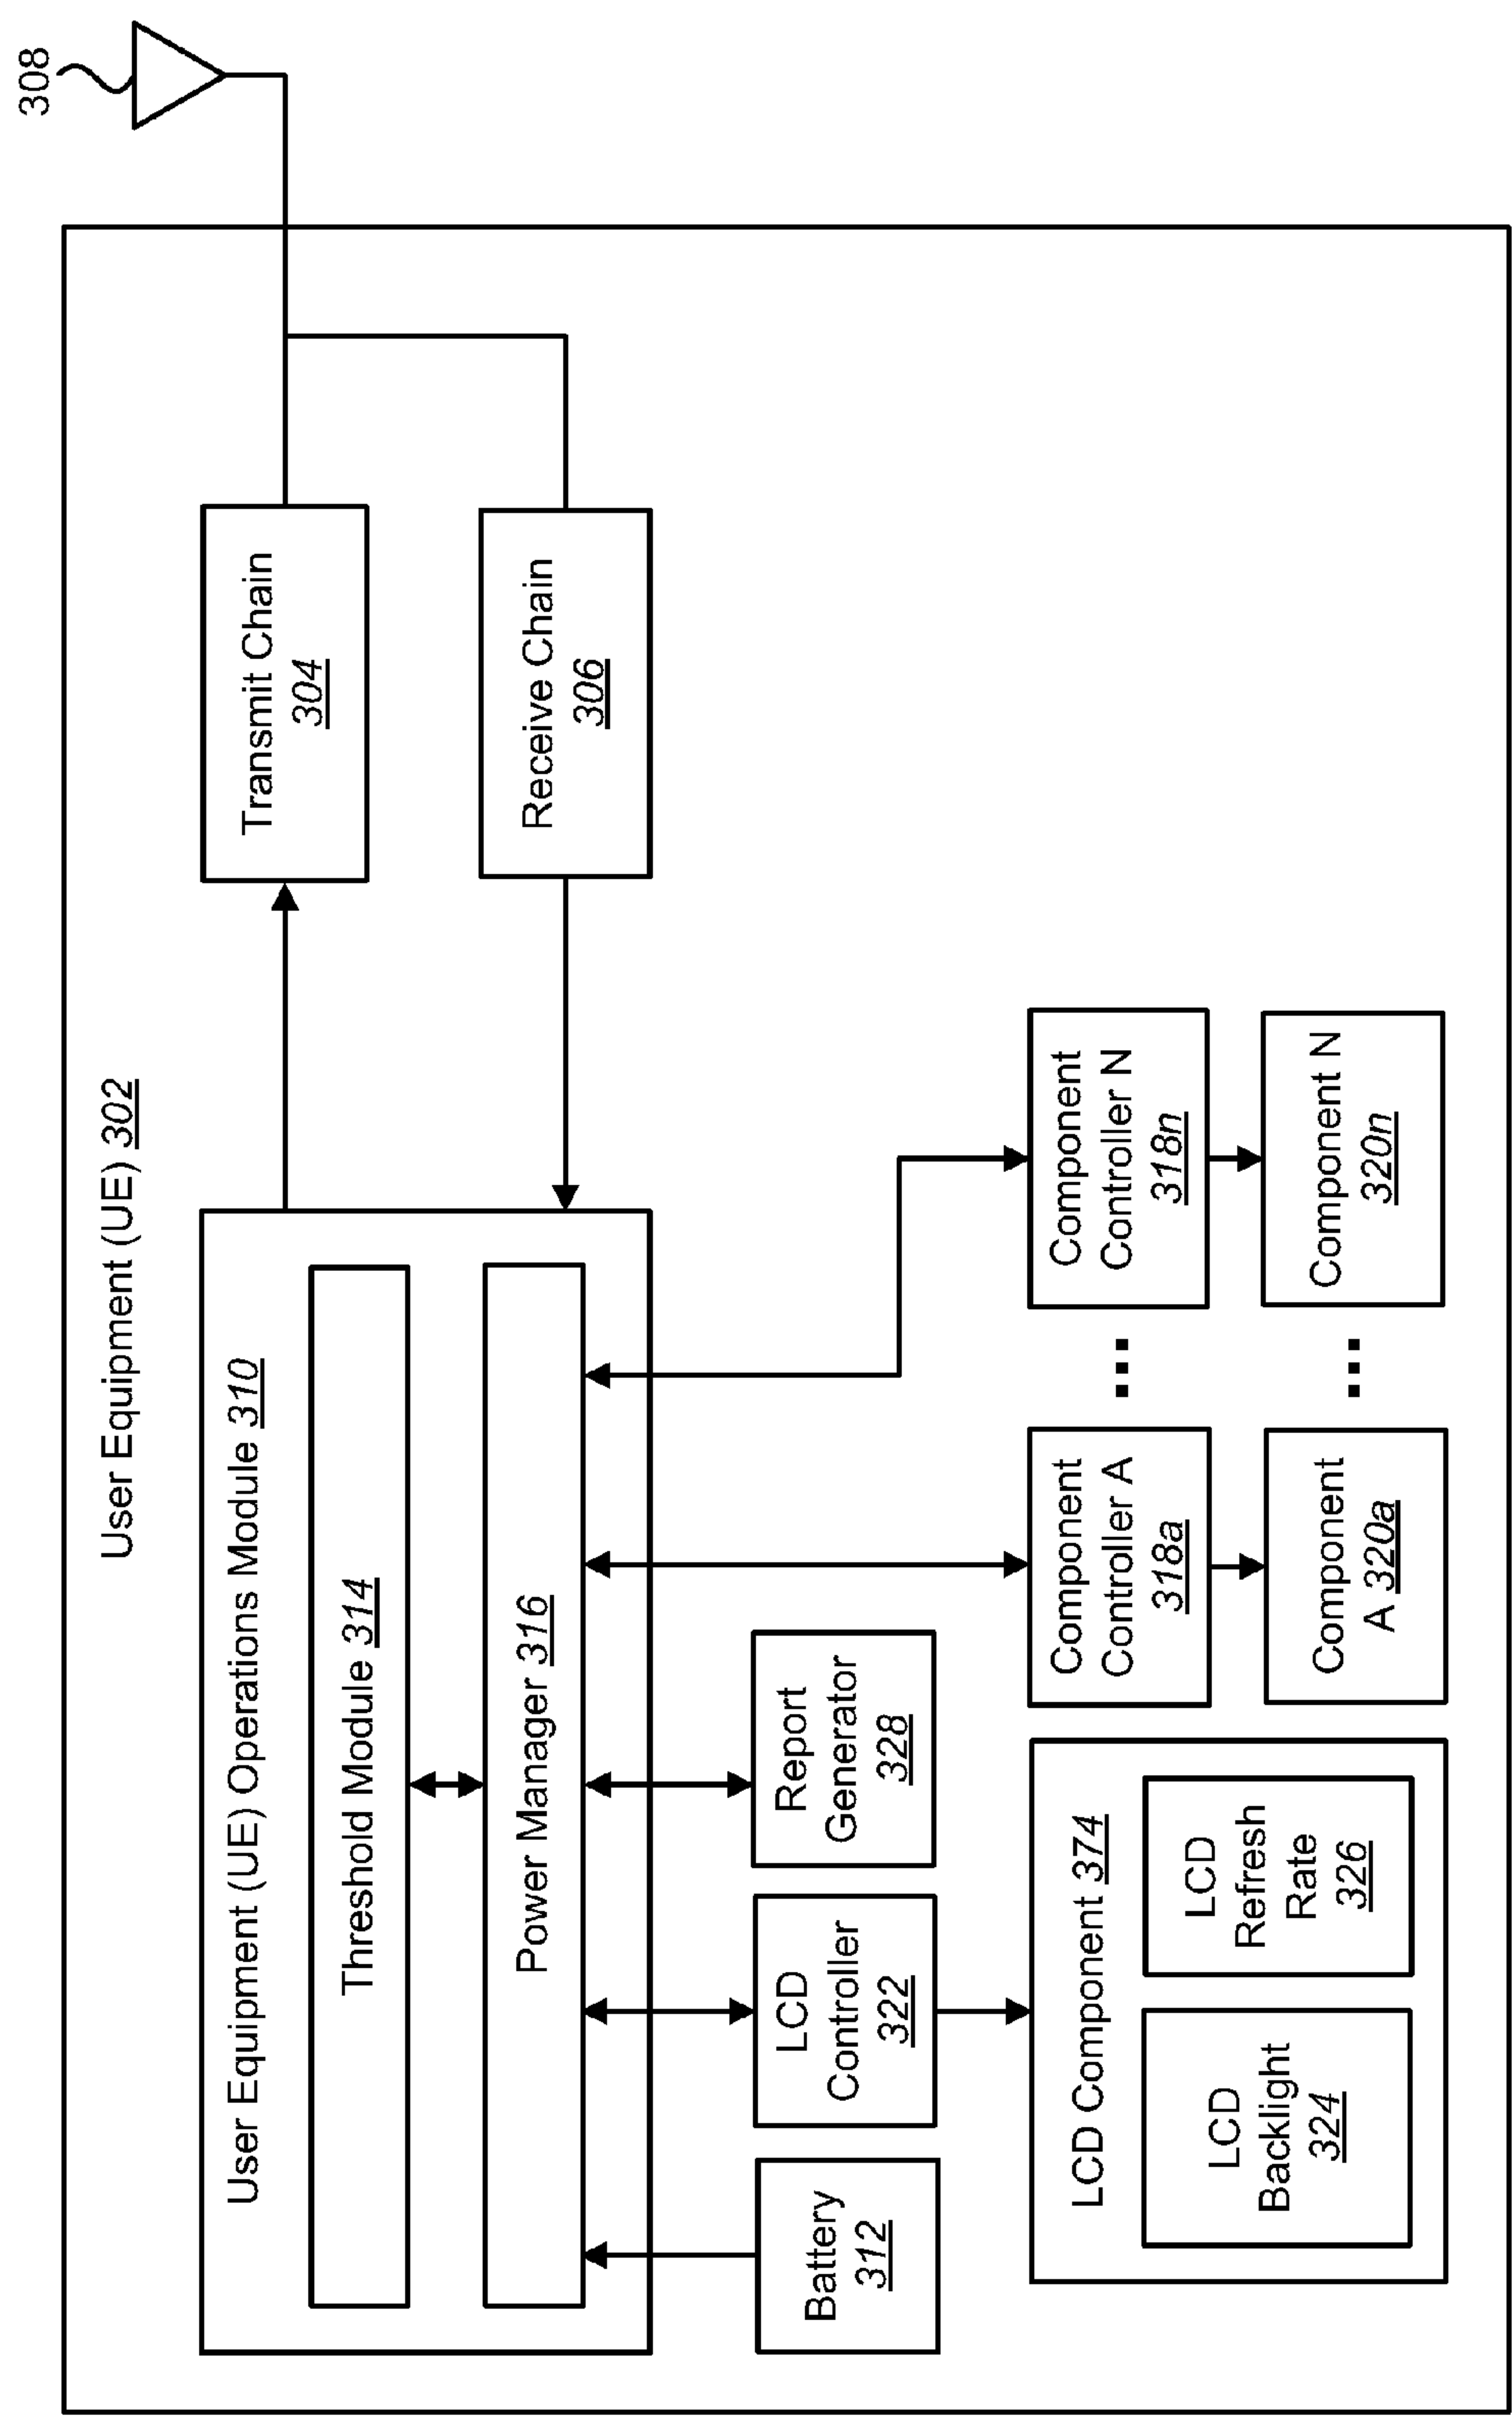 308
User Equipment (UE) 302
User Equipment (UE) Operations Module 310
Threshold Module 314
Power Manager 316
Transmit Chain
304
Receive Chain
306
Battery
312
LCD
Controller
322
Report
Generator
328
LCD Component 374
LCD
Backlight
324
LCD
Refresh
Rate
326
Component
Controller A
318a
...
Component
Controller N
318n
Component
A 320a
...
Component N
320n